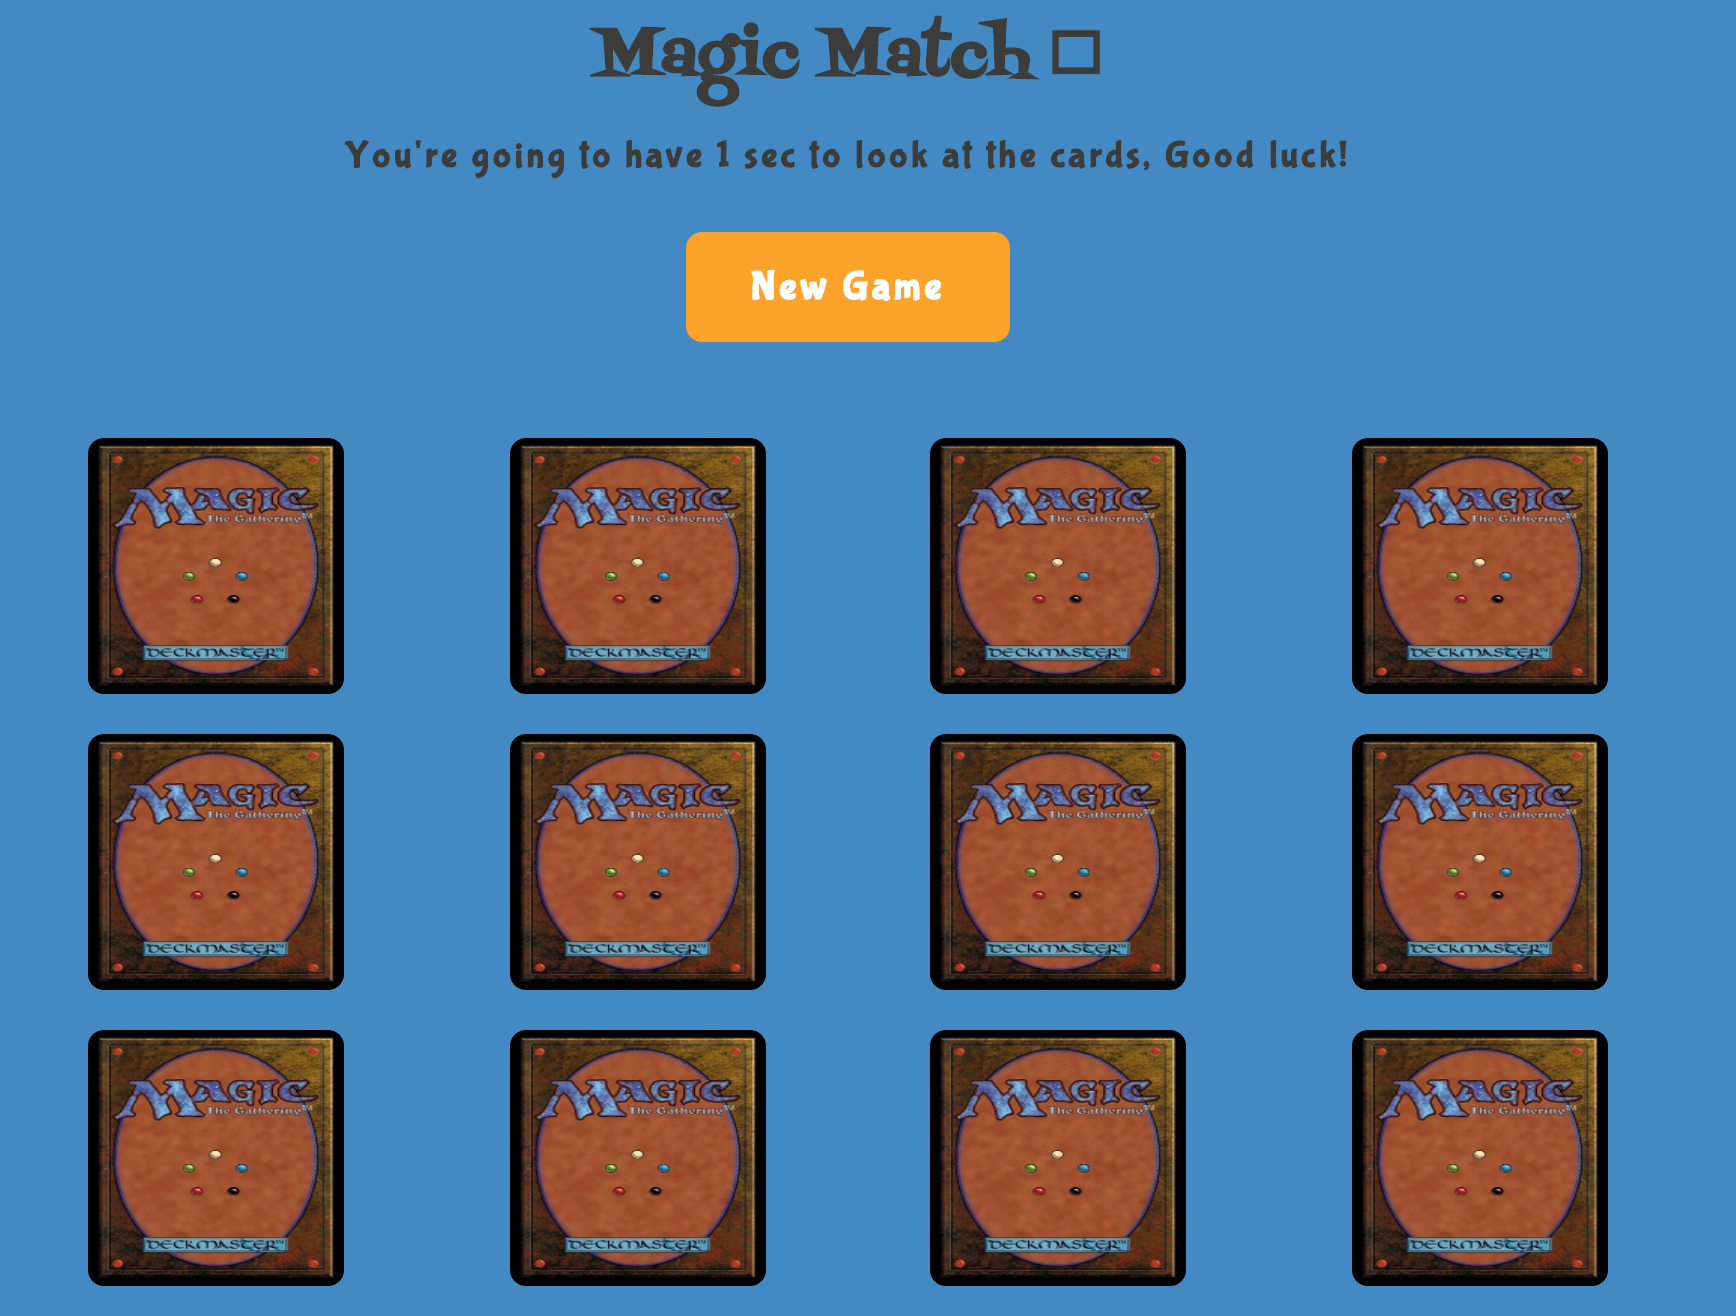 Magic Match
You're going to have 1 sec to look at the cards, Good luck!
New Game
MAGIC MAGIC MAGIC MAGIC
The Gathering™ The Gathering™ The Gathering™ The Gathering™
DECKMASTER™ DECKMASTER™ DECKMASTER™ DECKMASTER™
MAGIC MAGIC MAGIC MAGIC
The Gathering™ The Gathering™ The Gathering™ The Gathering™
DECKMASTER™ DECKMASTER™ DECKMASTER™ DECKMASTER™
MAGIC MAGIC MAGIC MAGIC
The Gathering™ The Gathering™ The Gathering™ The Gathering™
DECKMASTER™ DECKMASTER™ DECKMASTER™ DECKMASTER™